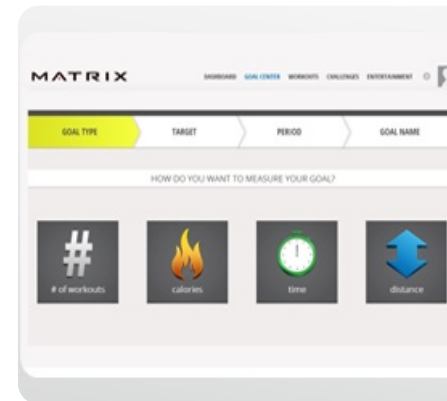 MATRIX
DASHBOARD GOAL CENTER WORKOUTS CHALLENGES ENTERTAINMENT
GOAL TYPE TARGET PERIOD GOAL NAME
HOW DO YOU WANT TO MEASURE YOUR GOAL?
#
# of workouts calories time distance